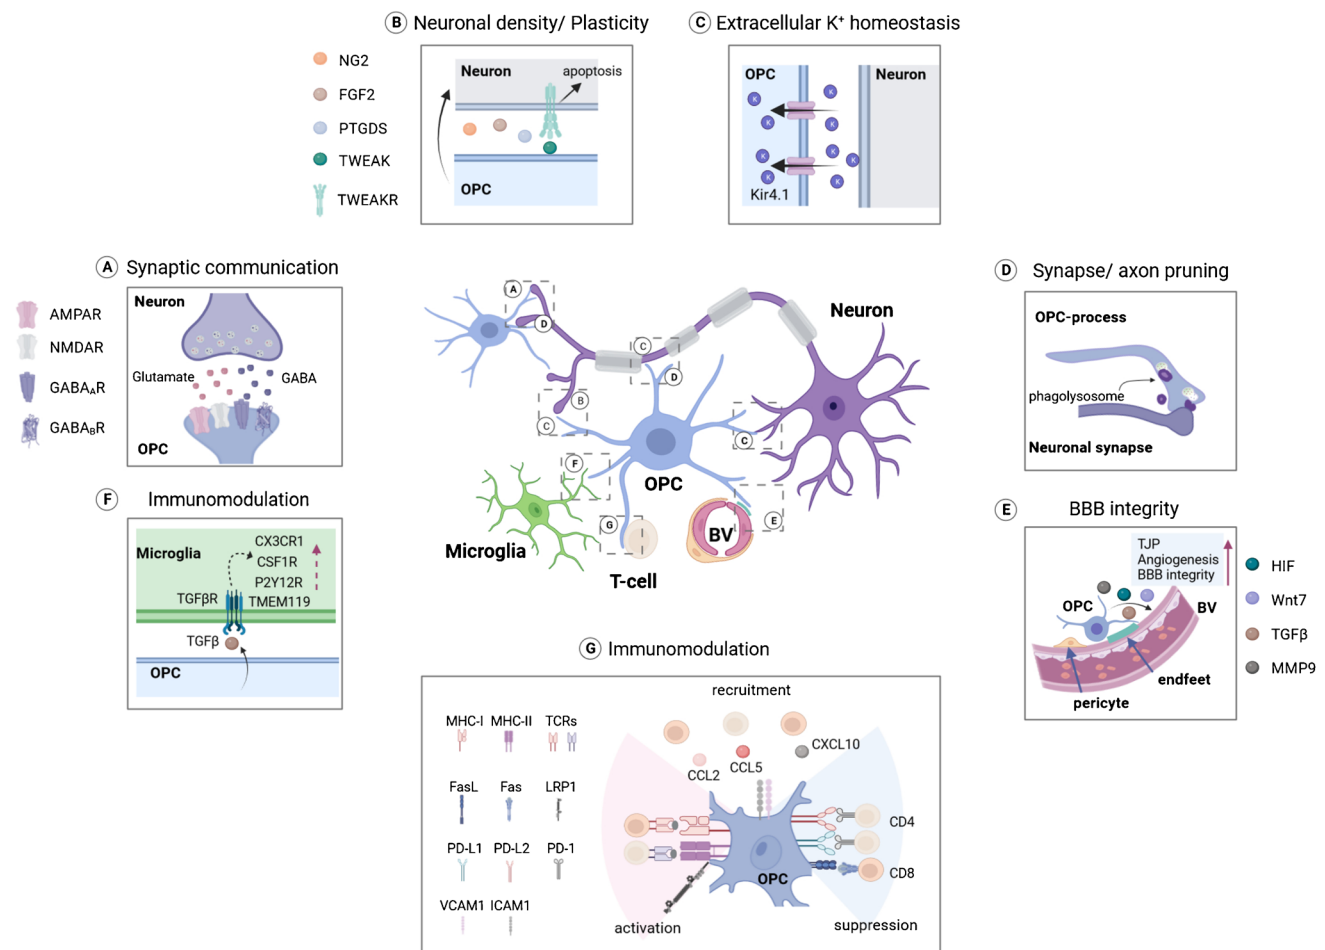 B Neuronal density/ Plasticity
NG2
FGF2
PTGDS
TWEAK
TWEAKR
Neuron
apoptosis
OPC
C Extracellular K⁺ homeostasis
OPC
Neuron
K
K
K
K
K
K
K
K
K
Kir4.1
A Synaptic communication
AMPAR
NMDAR
GABAAR
GABABR
Neuron
Glutamate
GABA
OPC
A
D
C
D
B
C
C
F
G
E
Neuron
OPC
Microglia
T-cell
BV
D Synapse/ axon pruning
OPC-process
phagolysosome
Neuronal synapse
F Immunomodulation
Microglia
CX3CR1
CSF1R
P2Y12R
TMEM119
TGFβR
TGFβ
OPC
E BBB integrity
TJP
Angiogenesis
BBB integrity
OPC
BV
endfeet
pericyte
HIF
Wnt7
TGFβ
MMP9
G Immunomodulation
recruitment
MHC-I MHC-II TCRs
FasL Fas LRP1
PD-L1 PD-L2 PD-1
VCAM1 ICAM1
CCL2
CCL5
CXCL10
CD4
CD8
OPC
activation
suppression